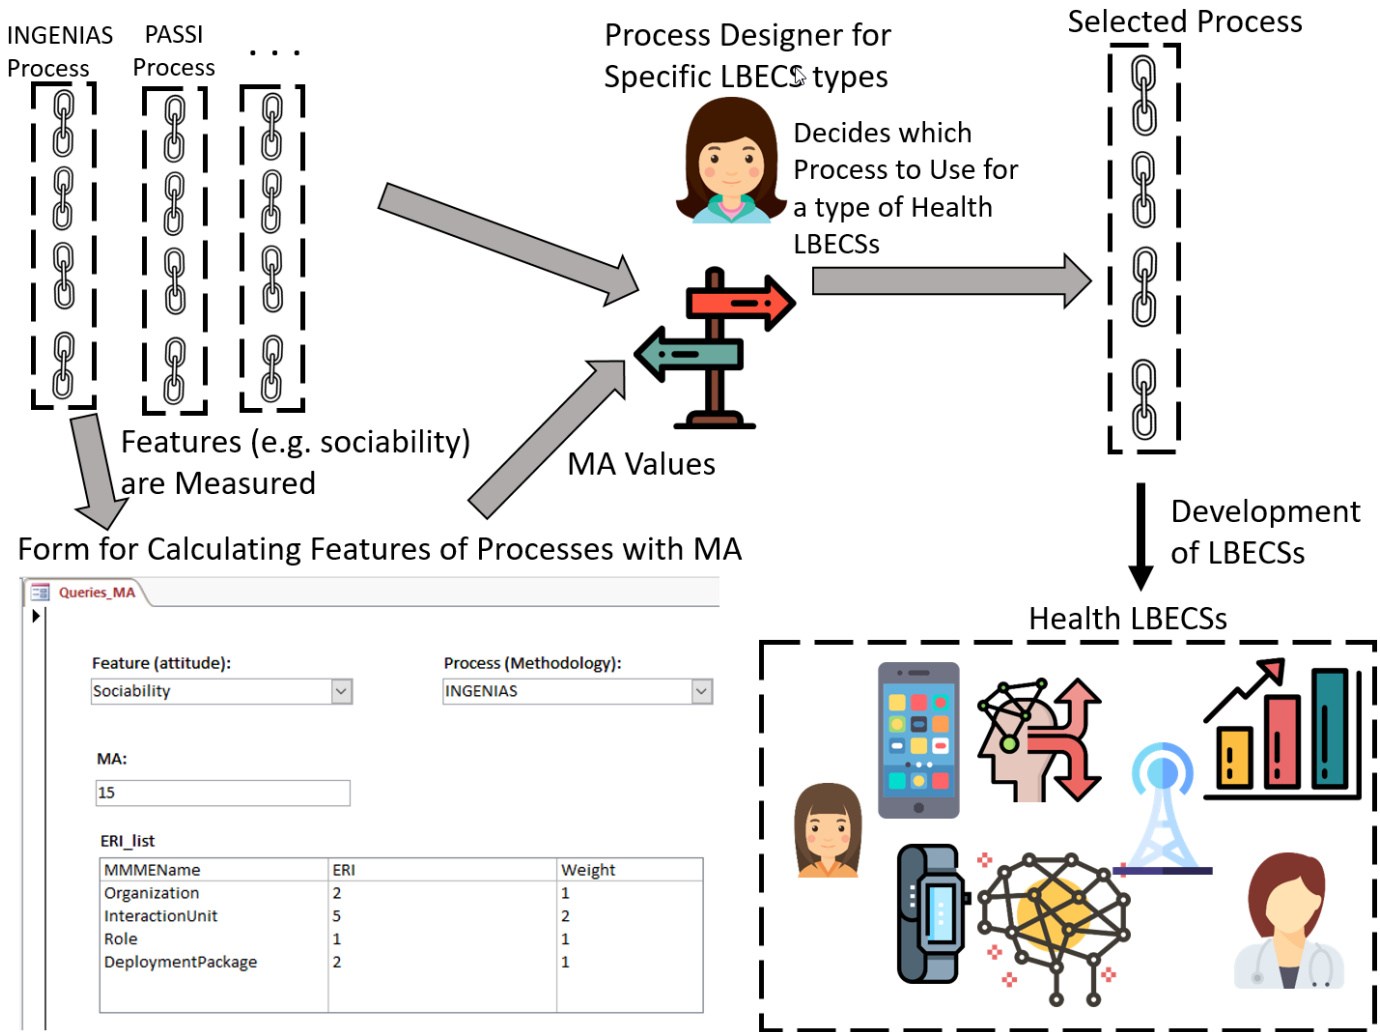 INGENIAS
Process
PASSI
Process
. . .
Process Designer for
Specific LBECS types
Decides which
Process to Use for
a type of Health
LBECSs
Selected Process
Features (e.g. sociability)
are Measured
MA Values
Development
of LBECSs
Form for Calculating Features of Processes with MA
Queries_MA
Feature (attitude):
Process (Methodology):
Sociability
INGENIAS
MA:
15
ERI_list
MMMEName ERI Weight
Organization 2 1
InteractionUnit 5 2
Role 1 1
DeploymentPackage 2 1
Health LBECSs